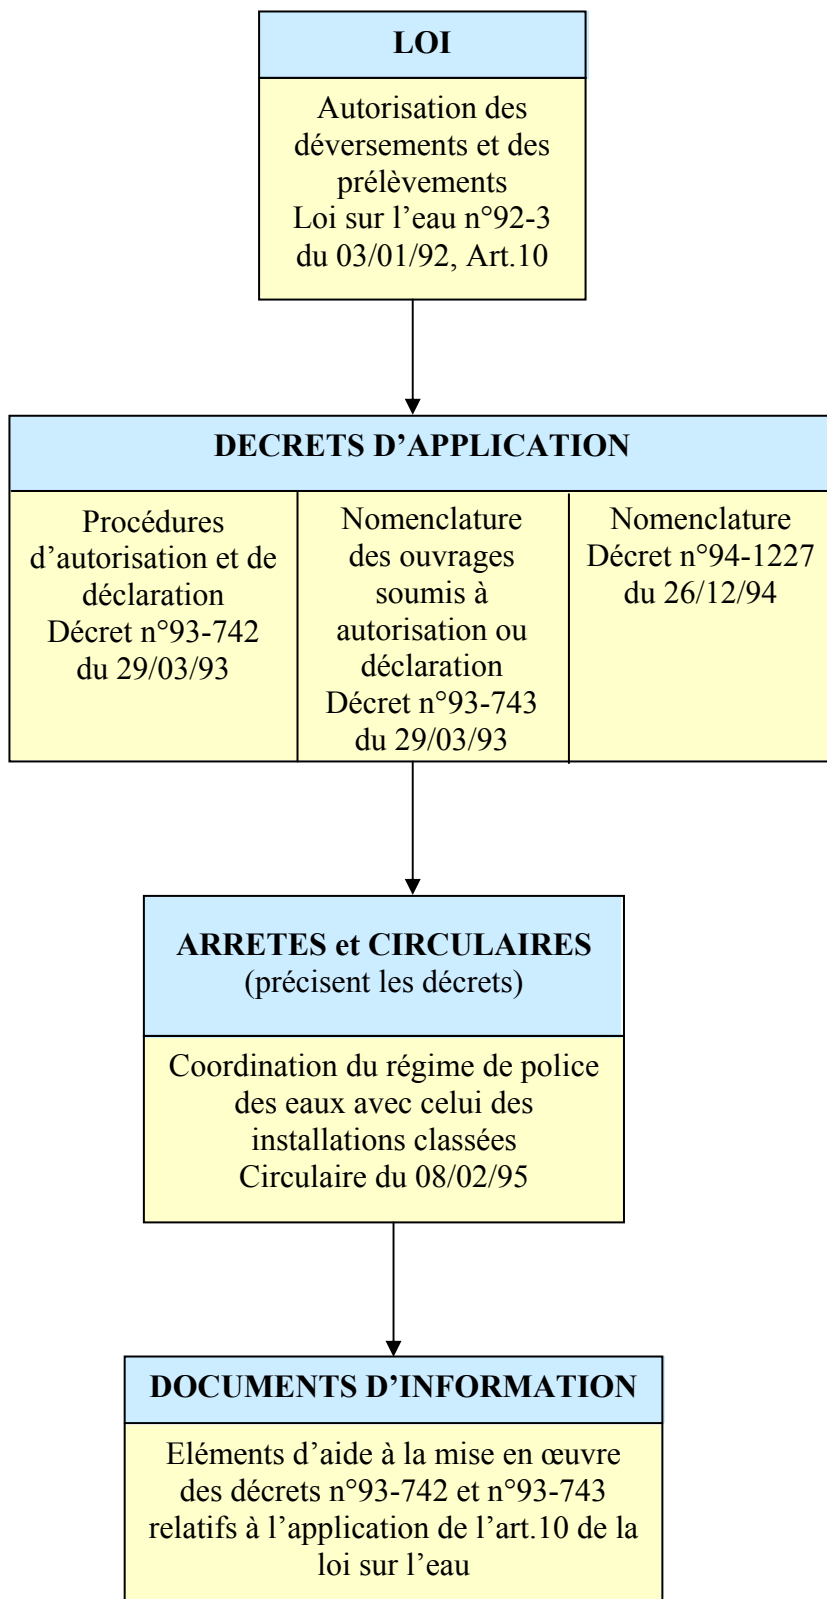 LOI
Autorisation des
déversements et des
prélèvements
Loi sur l’eau n°92-3
du 03/01/92, Art.10
DECRETS D’APPLICATION
Procédures
d’autorisation et de
déclaration
Décret n°93-742
du 29/03/93
Nomenclature
des ouvrages
soumis à
autorisation ou
déclaration
Décret n°93-743
du 29/03/93
Nomenclature
Décret n°94-1227
du 26/12/94
ARRETES et CIRCULAIRES
(précisent les décrets)
Coordination du régime de police
des eaux avec celui des
installations classées
Circulaire du 08/02/95
DOCUMENTS D’INFORMATION
Eléments d’aide à la mise en œuvre
des décrets n°93-742 et n°93-743
relatifs à l’application de l’art.10 de la
loi sur l’eau